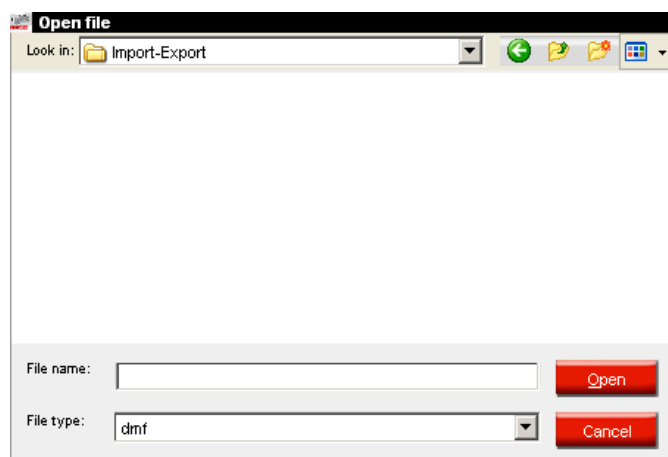 Open file
Look in: Import-Export
File name:
Open
File type: dmf
Cancel